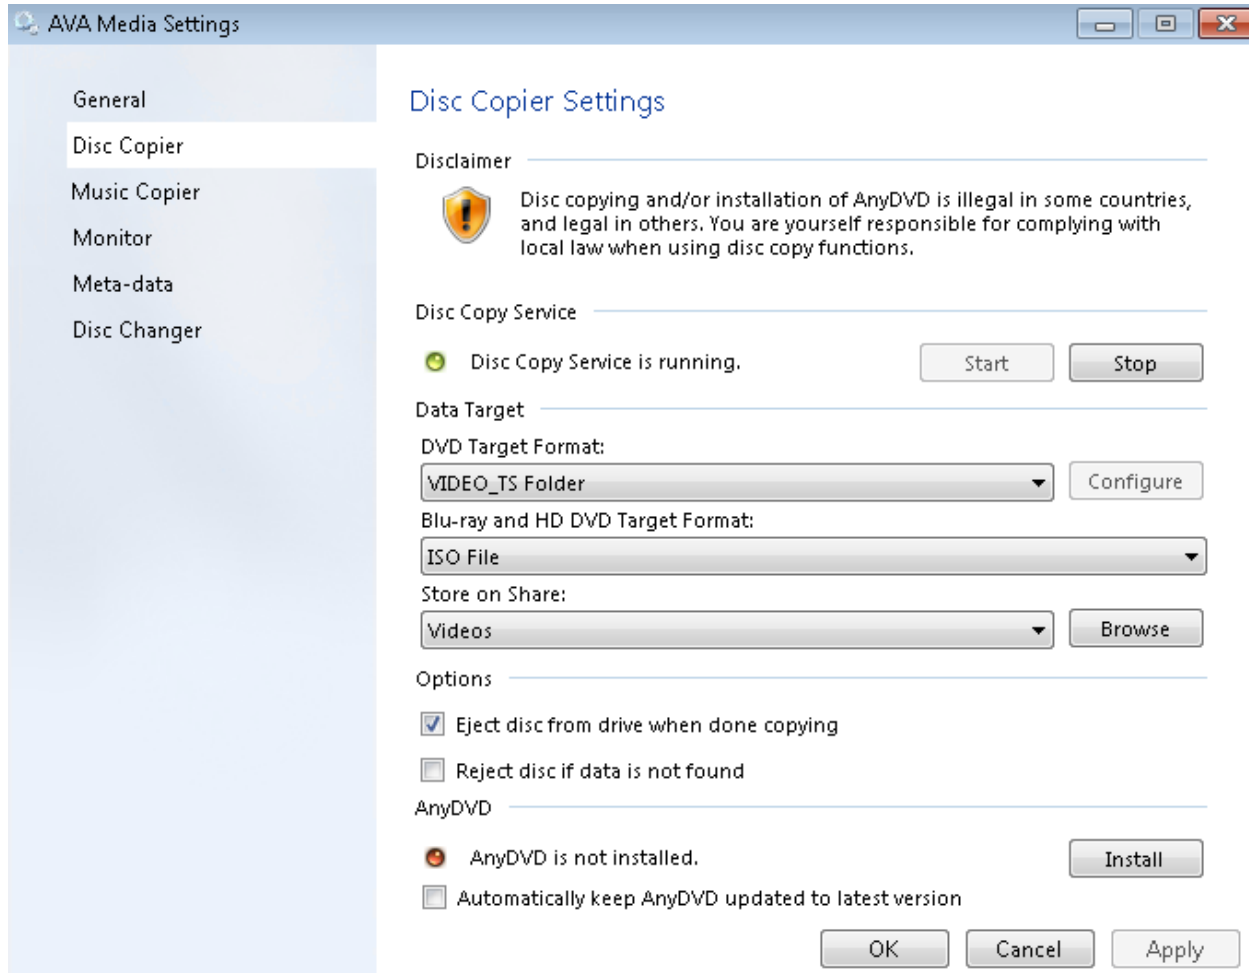 AVA Media Settings
General
Disc Copier
Music Copier
Monitor
Meta-data
Disc Changer
Disc Copier Settings
Disclaimer
Disc copying and/or installation of AnyDVD is illegal in some countries,
and legal in others. You are yourself responsible for complying with
local law when using disc copy functions.
Disc Copy Service
Disc Copy Service is running.
Start
Stop
Data Target
DVD Target Format:
VIDEO_TS Folder
Configure
Blu-ray and HD DVD Target Format:
ISO File
Store on Share:
Videos
Browse
Options
Eject disc from drive when done copying
Reject disc if data is not found
AnyDVD
AnyDVD is not installed.
Install
Automatically keep AnyDVD updated to latest version
OK
Cancel
Apply